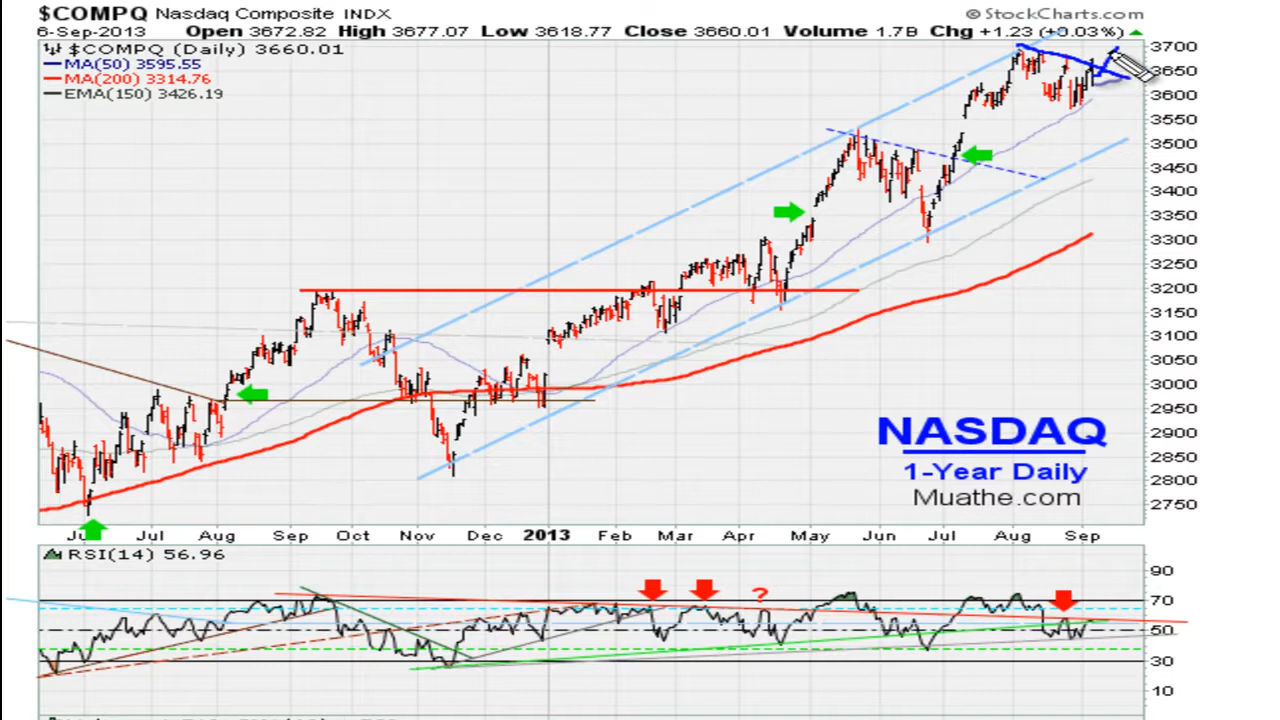 $COMPQ Nasdaq Composite INDX © StockCharts.com
6-Sep-2013 Open 3672.82 High 3677.07 Low 3618.77 Close 3660.01 Volume 1.7B Chg +1.23 (+0.03%)
$COMPQ (Daily) 3660.01
MA(50) 3595.55
MA(200) 3314.76
EMA(150) 3426.19
3700
3650
3600
3550
3500
3450
3400
3350
3300
3250
3200
3150
3100
3050
3000
2950
2900
2850
2800
2750
NASDAQ
1-Year Daily
Muathe.com
Jul Aug Sep Oct Nov Dec 2013 Feb Mar Apr May Jun Jul Aug Sep
RSI(14) 56.96
?
90
70
50
30
10